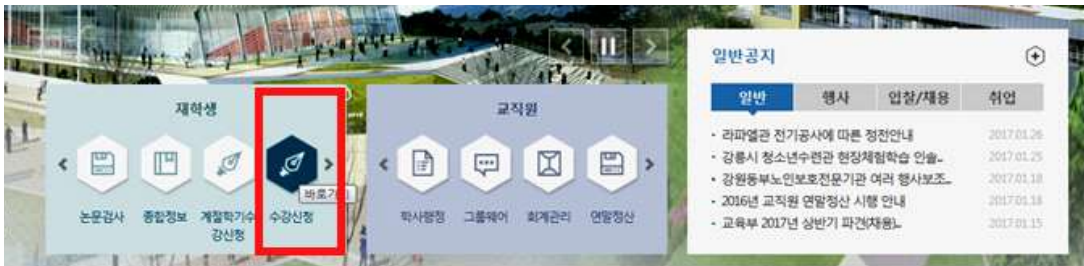 재학생
논문검사
종합정보
계절학기수
강신청
수강신청
바로가기
교직원
학사행정
그룹웨어
회계관리
연말정산
일반공지
일반 행사 입찰/채용 취업
· 라파엘관 전기공사에 따른 정전안내 2017.01.26
· 강릉시 청소년수련관 현장체험학습 인솔... 2017.01.25
· 강원동부노인보호전문기관 여러 행사보조... 2017.01.18
· 2016년 교직원 연말정산 시행 안내 2017.01.18
· 교육부 2017년 상반기 파견(채용)... 2017.01.15